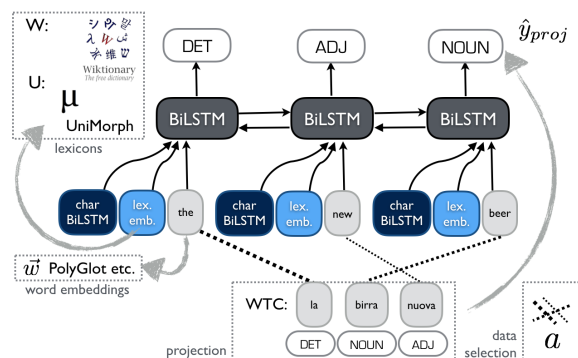 W:
Wiktionary
The free dictionary
U:
μ
UniMorph
lexicons
DET
ADJ
NOUN
ŷ_proj
BiLSTM
BiLSTM
BiLSTM
char BiLSTM
lex. emb.
the
char BiLSTM
lex. emb.
new
char BiLSTM
lex. emb.
beer
w⃗ PolyGlot etc.
word embeddings
WTC:
la
birra
nuova
DET
NOUN
ADJ
projection
data
selection
a